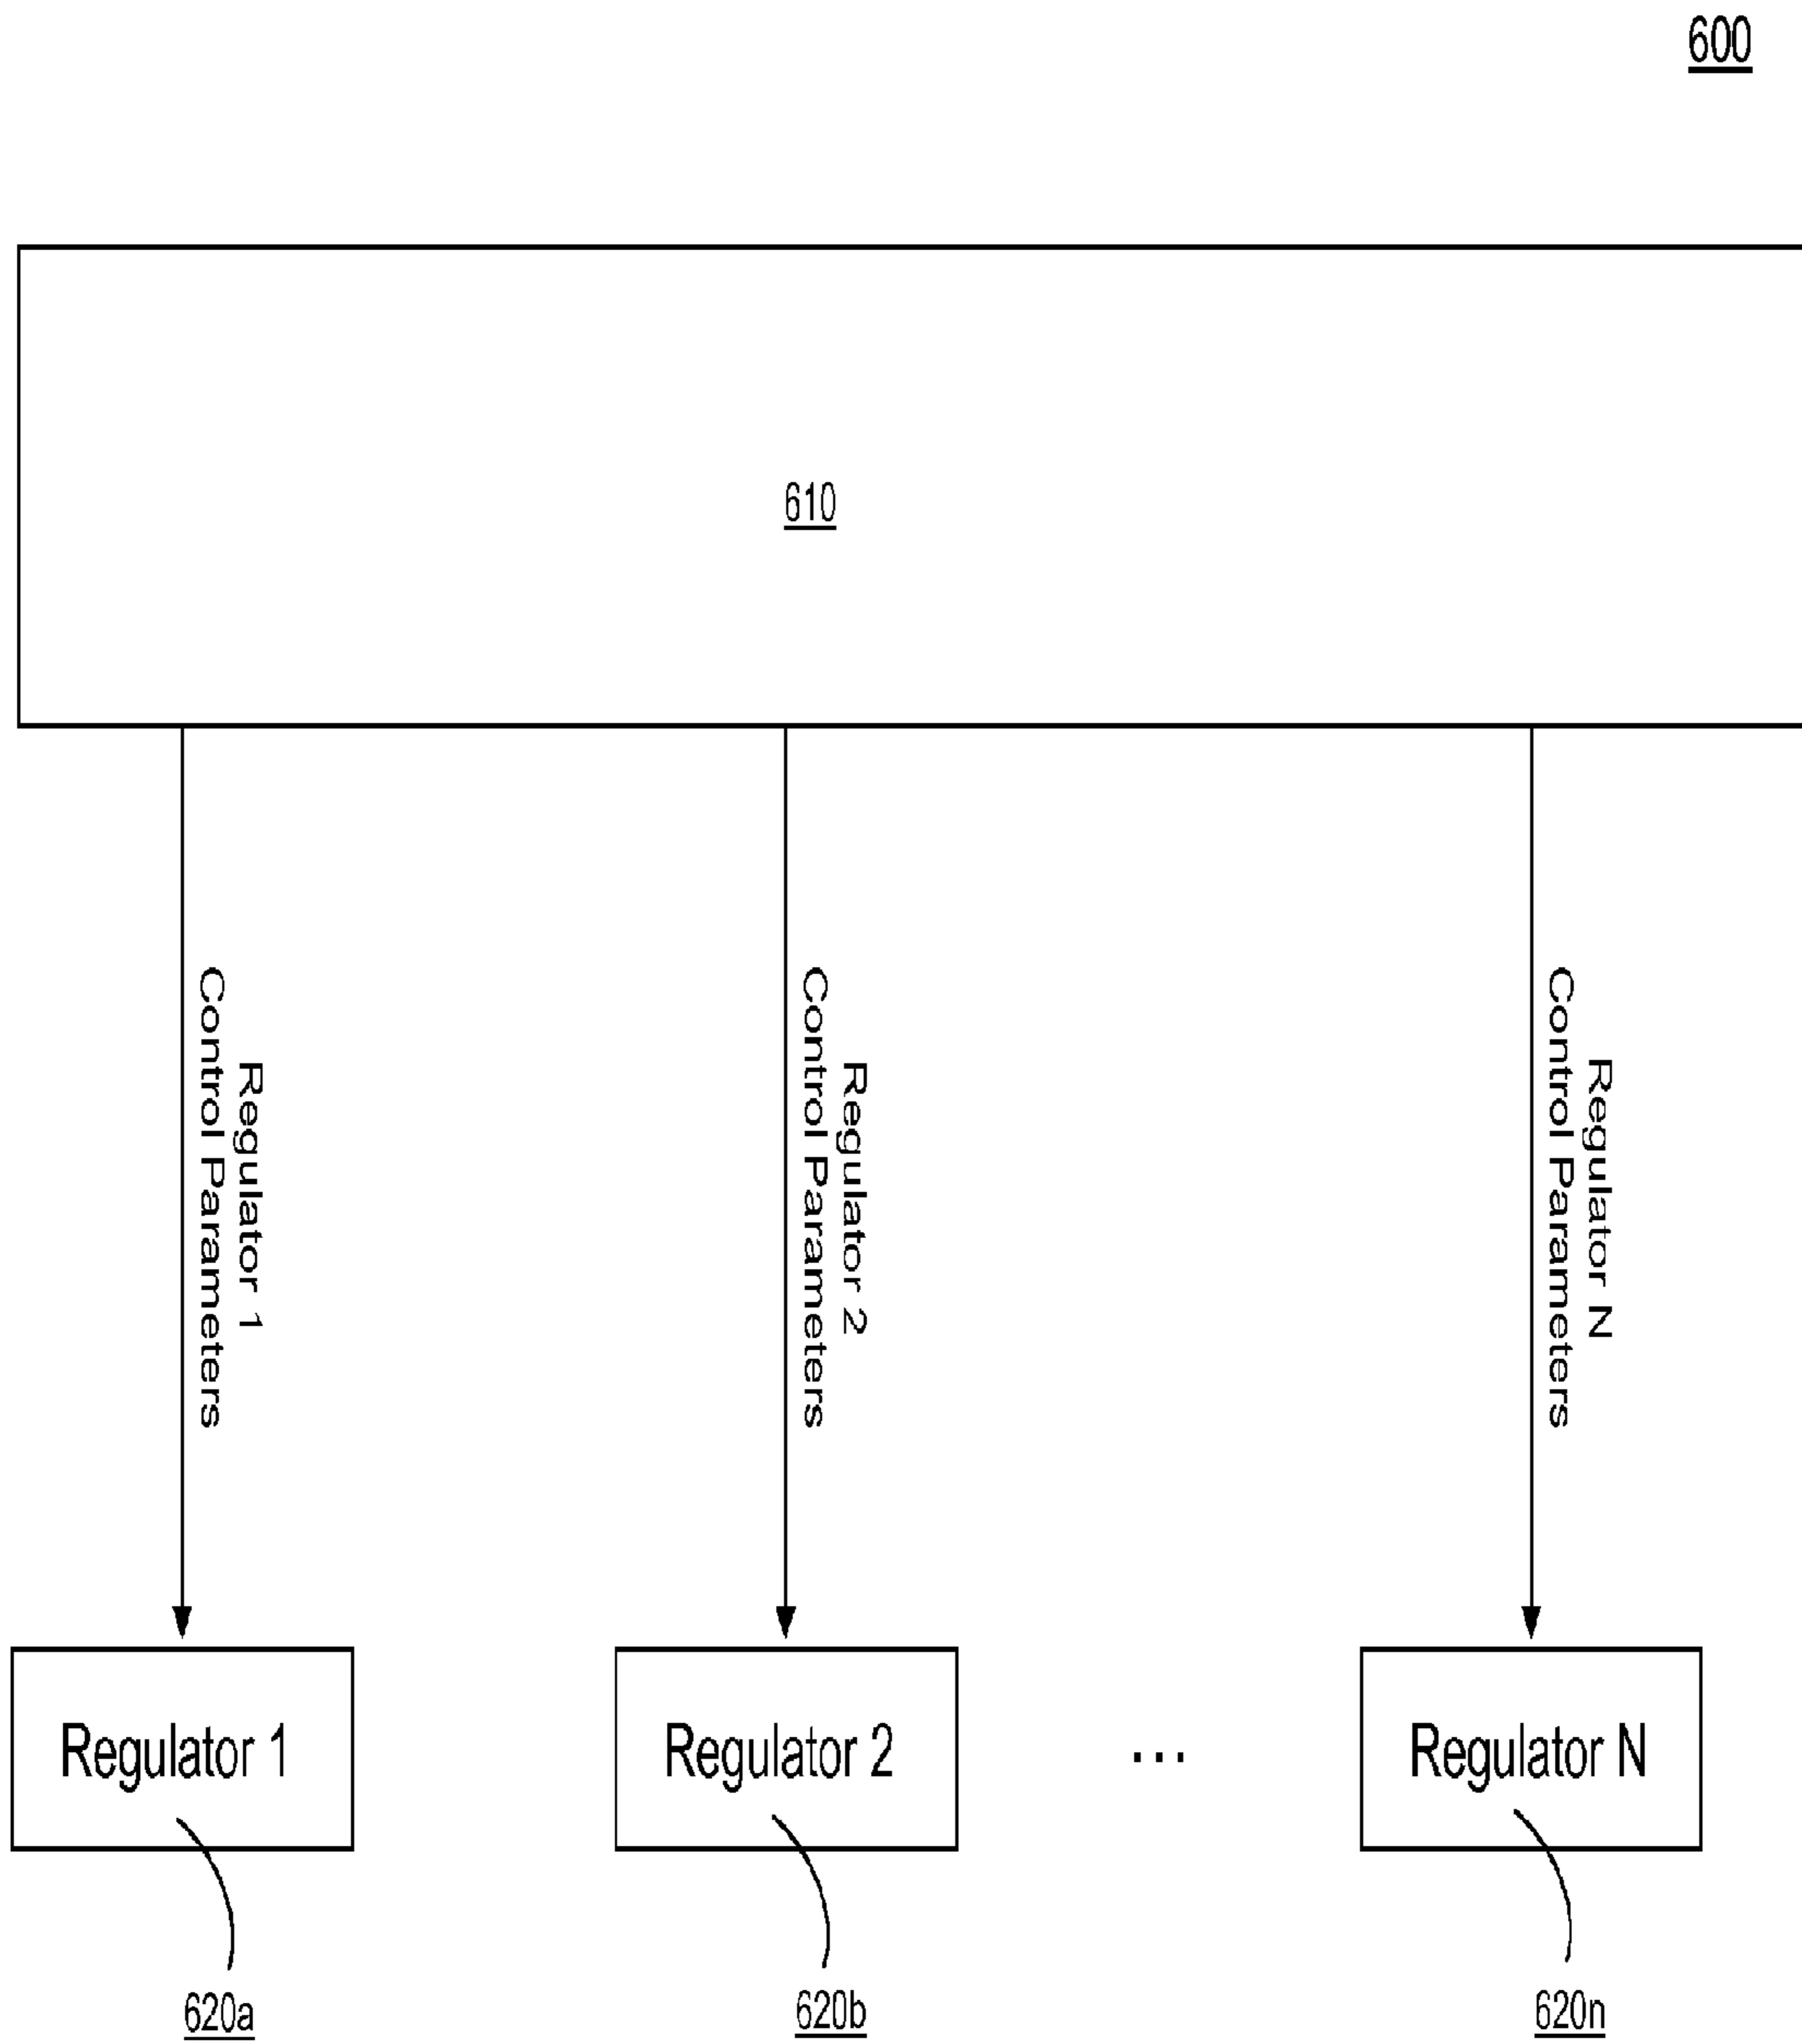 600
610
Regulator 1
Control Parameters
Regulator 2
Control Parameters
Regulator N
Control Parameters
Regulator 1
Regulator 2
...
Regulator N
620a
620b
620n